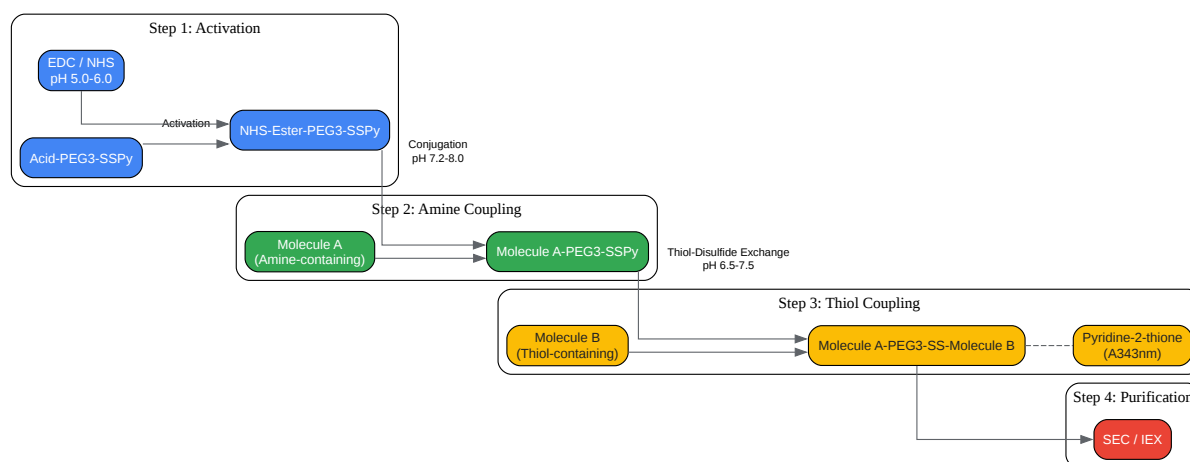 Step 1: Activation
EDC / NHS
pH 5.0-6.0
Activation
NHS-Ester-PEG3-SSPy
Acid-PEG3-SSPy
Conjugation
pH 7.2-8.0
Step 2: Amine Coupling
Molecule A
(Amine-containing)
Molecule A-PEG3-SSPy
Thiol-Disulfide Exchange
pH 6.5-7.5
Step 3: Thiol Coupling
Molecule B
(Thiol-containing)
Molecule A-PEG3-SS-Molecule B
Pyridine-2-thione
(A343nm)
Step 4: Purification
SEC / IEX